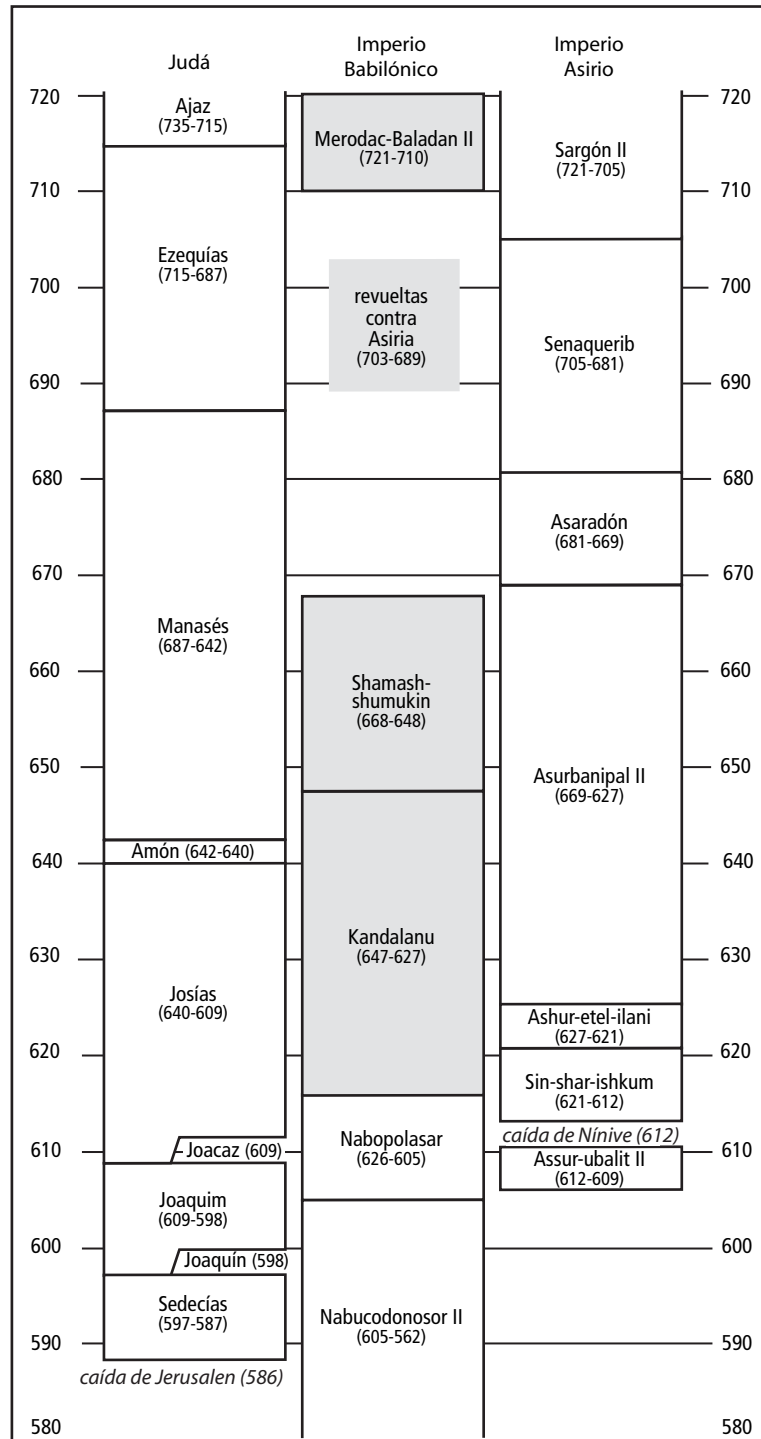 Judá
Imperio
Babilónico
Imperio
Asirio
720
720
Ajaz
(735-715)
Merodac-Baladan II
(721-710)
Sargón II
(721-705)
710
710
Ezequías
(715-687)
revueltas
contra
Asiria
(703-689)
Senaquerib
(705-681)
700
700
690
690
680
680
Asaradón
(681-669)
670
670
Manasés
(687-642)
Shamash-
shumukin
(668-648)
660
660
Asurbanipal II
(669-627)
650
650
Amón (642-640)
640
640
Kandalanu
(647-627)
630
630
Josías
(640-609)
Ashur-etel-ilani
(627-621)
620
620
Sin-shar-ishkum
(621-612)
caída de Nínive (612)
Joacaz (609)
610
610
Nabopolasar
(626-605)
Assur-ubalit II
(612-609)
Joaquim
(609-598)
600
600
Joaquín (598)
Sedecías
(597-587)
Nabucodonosor II
(605-562)
590
590
caída de Jerusalen (586)
580
580